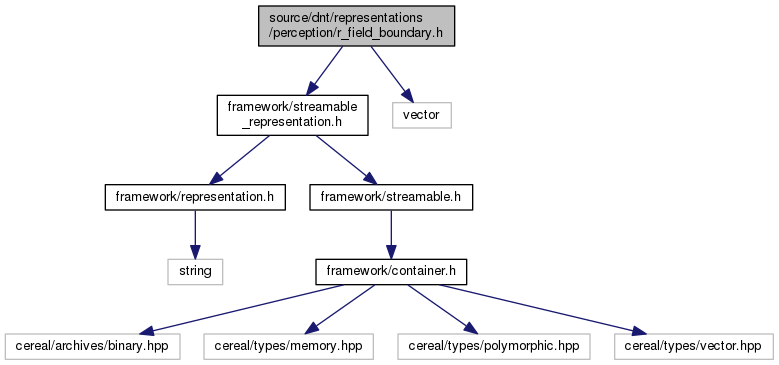 source/dnt/representations
/perception/r_field_boundary.h
framework/streamable
_representation.h
vector
framework/representation.h
framework/streamable.h
string
framework/container.h
cereal/archives/binary.hpp
cereal/types/memory.hpp
cereal/types/polymorphic.hpp
cereal/types/vector.hpp